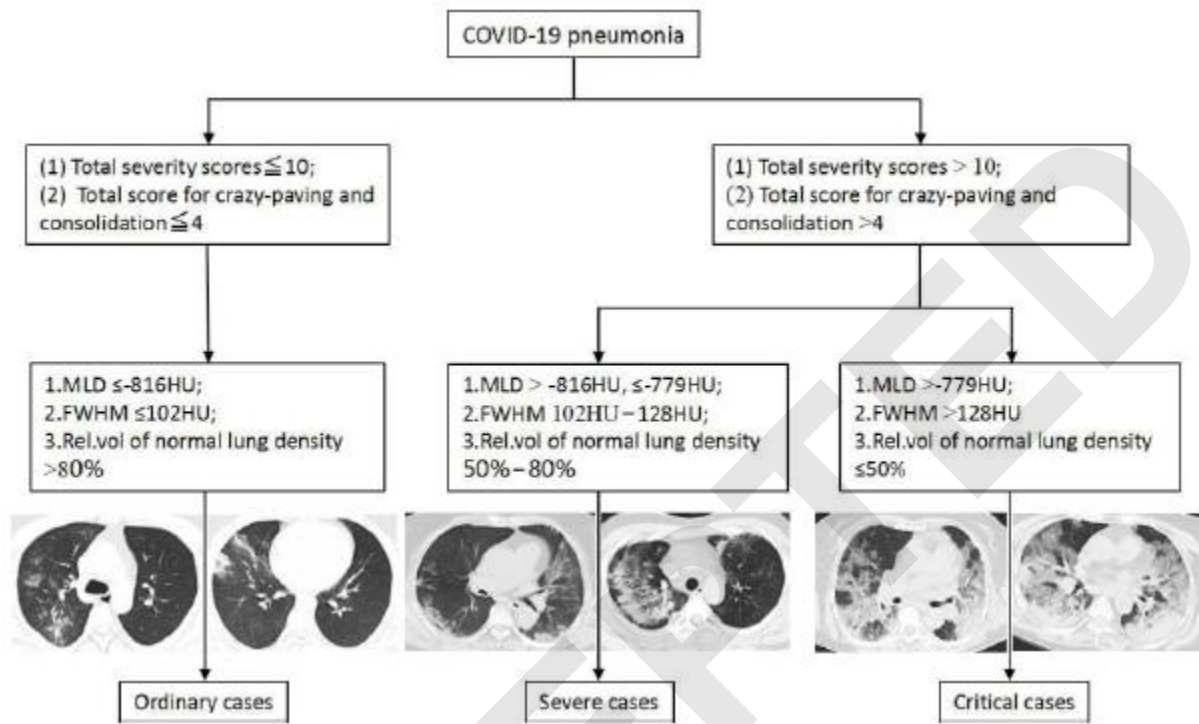 COVID-19 pneumonia
(1) Total severity scores≦10;
(2) Total score for crazy-paving and
consolidation≦4
(1) Total severity scores > 10;
(2) Total score for crazy-paving and
consolidation >4
1.MLD ≤-816HU;
2.FWHM ≤102HU;
3.Rel.vol of normal lung density
>80%
1.MLD > -816HU, ≤-779HU;
2.FWHM 102HU–128HU;
3.Rel.vol of normal lung density
50%–80%
1.MLD >-779HU;
2.FWHM >128HU
3.Rel.vol of normal lung density
≤50%
Ordinary cases
Severe cases
Critical cases